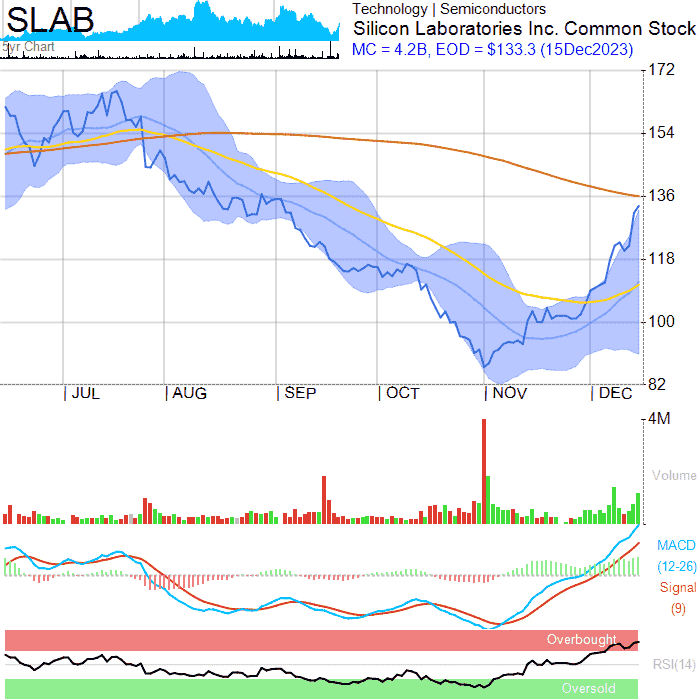 SLAB
5yr Chart
Technology | Semiconductors
Silicon Laboratories Inc. Common Stock
MC = 4.2B, EOD = $133.3 (15Dec2023)
172
154
136
118
100
82
JUL AUG SEP OCT NOV DEC
4M
Volume
MACD
(12-26)
Signal
(9)
Overbought
RSI(14)
Oversold